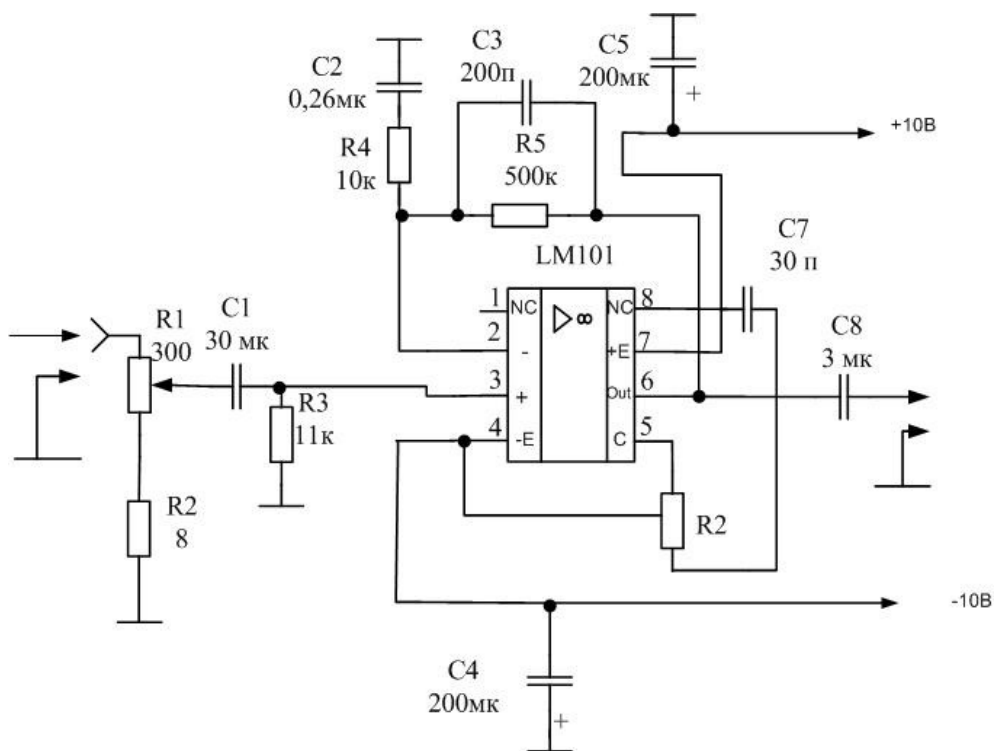 C2
0,26мк
C3
200п
C5
200мк
+
+10В
R4
10к
R5
500к
LM101
C7
30 п
R1
300
C1
30 мк
1
NC
∞
NC
8
2
-
+E
7
C8
3 мк
3
+
Out
6
R3
11к
4
-E
C
5
R2
8
R2
-10В
C4
200мк
+